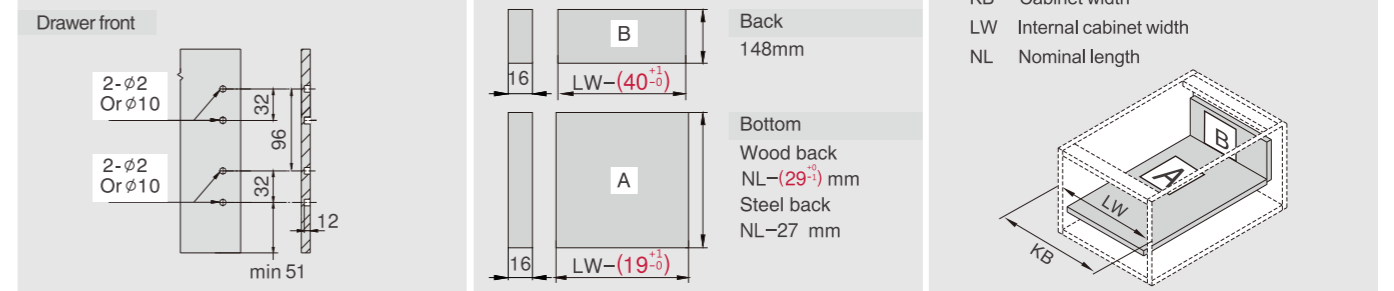 Drawer front
2-ø2
Or ø10
32
96
2-ø2
Or ø10
32
12
min 51
B
16
LW-(40 +1 -0)
Back
148mm
A
16
LW-(19 +1 -0)
Bottom
Wood back
NL-(29 +0 -1) mm
Steel back
NL-27 mm
KB Cabinet width
LW Internal cabinet width
NL Nominal length
B
A
LW
KB